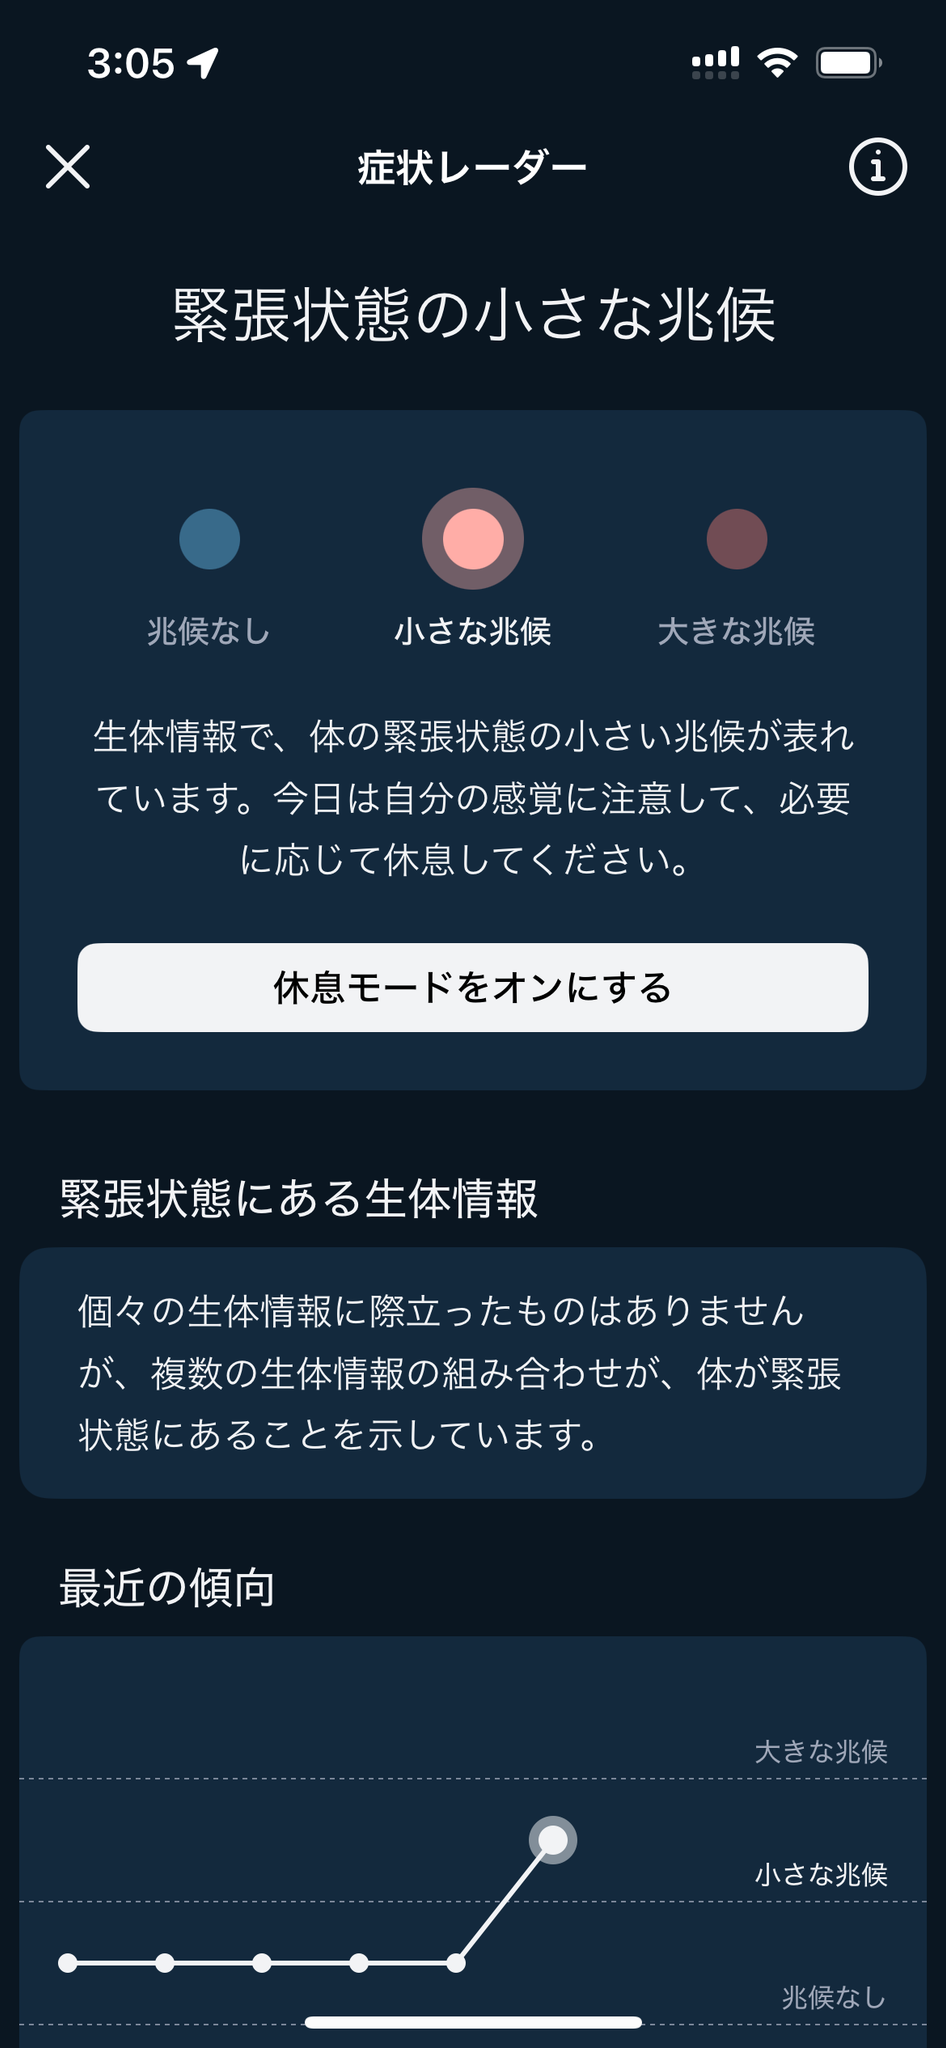 3:05
症状レーダー
緊張状態の小さな兆候
兆候なし
小さな兆候
大きな兆候
生体情報で、体の緊張状態の小さい兆候が表れ
ています。今日は自分の感覚に注意して、必要
に応じて休息してください。
休息モードをオンにする
緊張状態にある生体情報
個々の生体情報に際立ったものはありません
が、複数の生体情報の組み合わせが、体が緊張
状態にあることを示しています。
最近の傾向
大きな兆候
小さな兆候
兆候なし